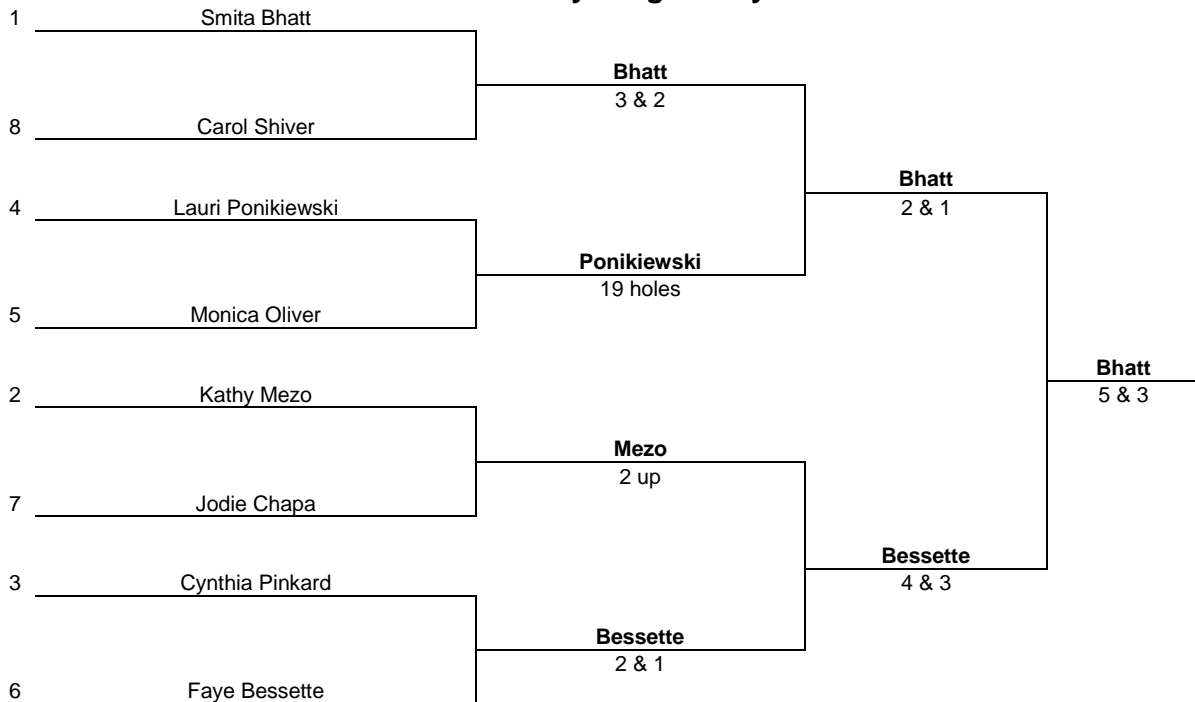 1 Smita Bhatt
Bhatt
3 & 2
8 Carol Shiver
Bhatt
2 & 1
4 Lauri Ponikiewski
Ponikiewski
19 holes
5 Monica Oliver
Bhatt
5 & 3
2 Kathy Mezo
Mezo
2 up
7 Jodie Chapa
Bessette
4 & 3
3 Cynthia Pinkard
Bessette
2 & 1
6 Faye Bessette